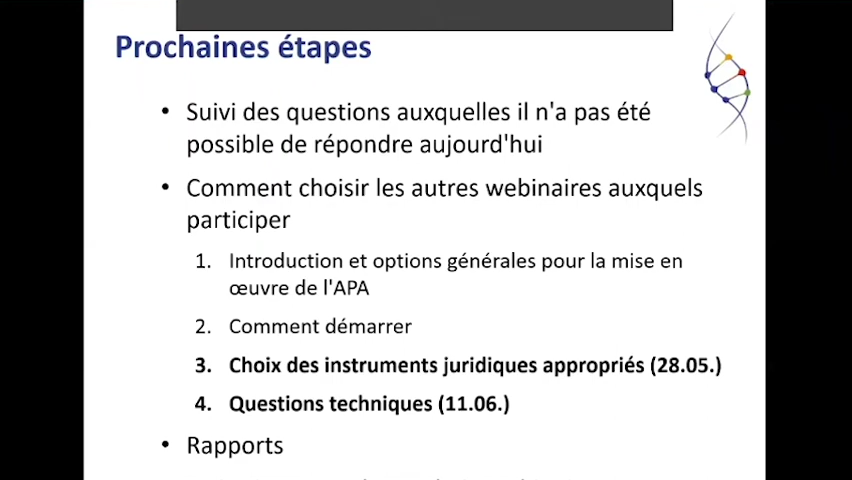 Prochaines étapes
• Suivi des questions auxquelles il n'a pas été
possible de répondre aujourd'hui
• Comment choisir les autres webinaires auxquels
participer
1. Introduction et options générales pour la mise en
œuvre de l'APA
2. Comment démarrer
3. Choix des instruments juridiques appropriés (28.05.)
4. Questions techniques (11.06.)
• Rapports